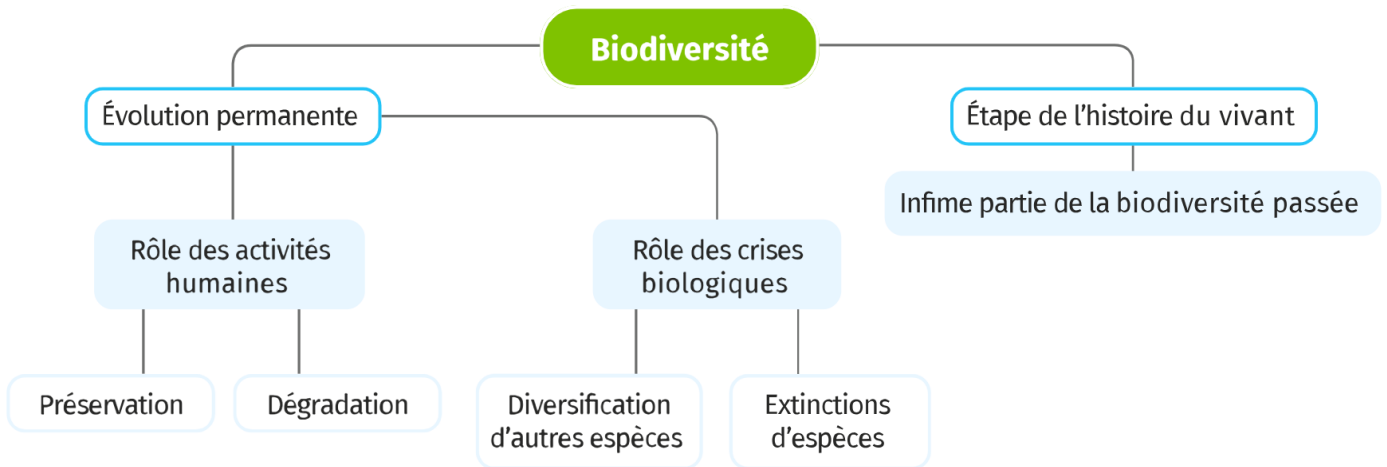 Biodiversité
Évolution permanente
Étape de l'histoire du vivant
Infime partie de la biodiversité passée
Rôle des activités
humaines
Rôle des crises
biologiques
Préservation
Dégradation
Diversification
d'autres espèces
Extinctions
d'espèces